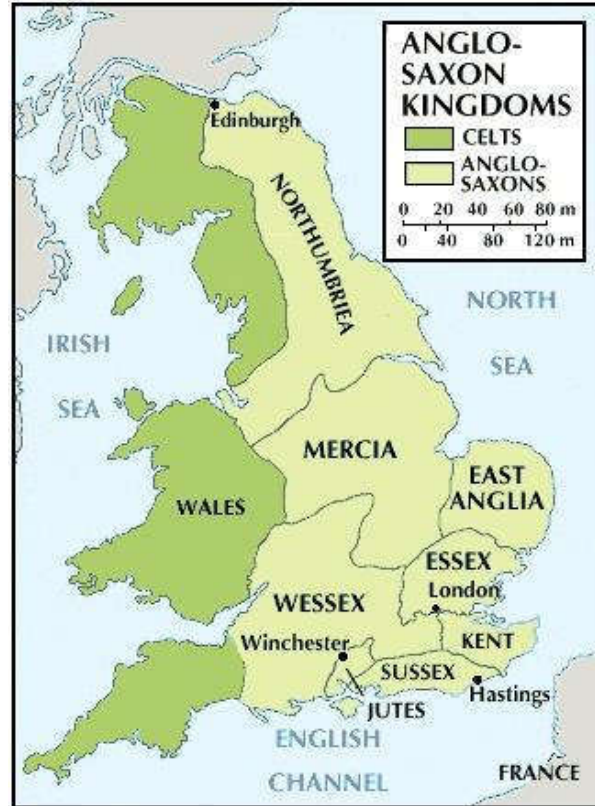 ANGLO-
SAXON
KINGDOMS
CELTS
ANGLO-
SAXONS
0 20 40 60 80 m
0 40 80 120 m
Edinburgh
NORTHUMBRIEA
NORTH
SEA
IRISH
SEA
MERCIA
EAST
ANGLIA
WALES
ESSEX
London
WESSEX
Winchester
KENT
SUSSEX
Hastings
JUTES
ENGLISH
CHANNEL
FRANCE